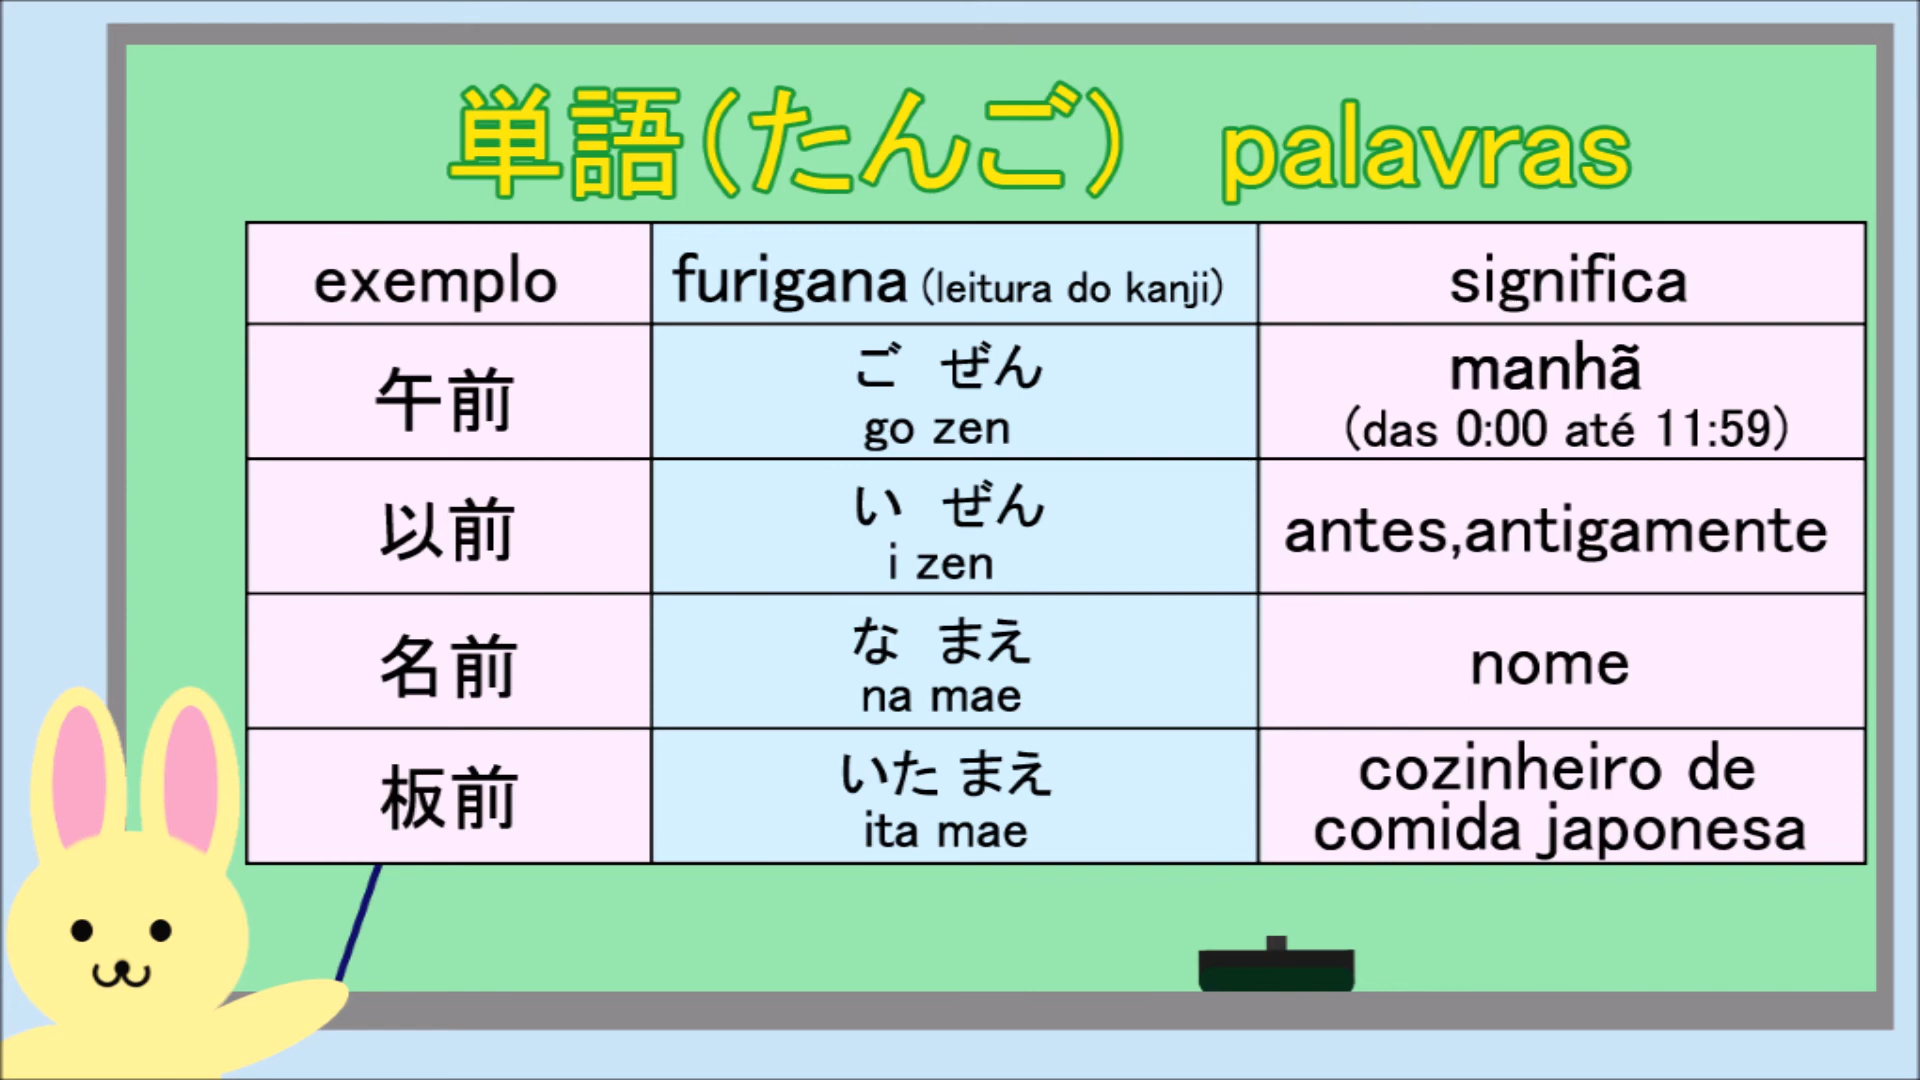 単語(たんご) palavras
exemplo furigana (leitura do kanji) significa
午前 ご ぜん manhã
go zen (das 0:00 até 11:59)
以前 い ぜん antes,antigamente
i zen
名前 な まえ nome
na mae
板前 いた まえ cozinheiro de
ita mae comida japonesa